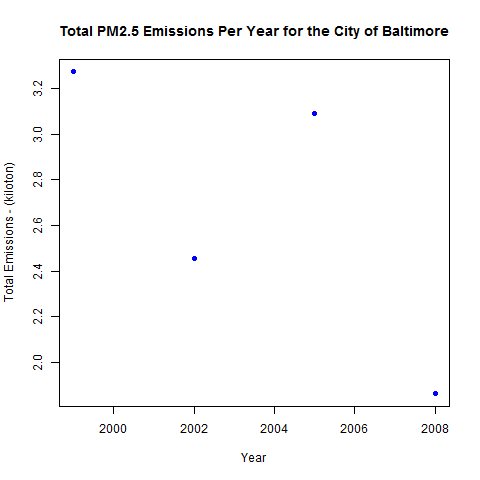 Total PM2.5 Emissions Per Year for the City of Baltimore
Total Emissions - (kiloton)
3.2
3.0
2.8
2.6
2.4
2.2
2.0
2000 2002 2004 2006 2008
Year